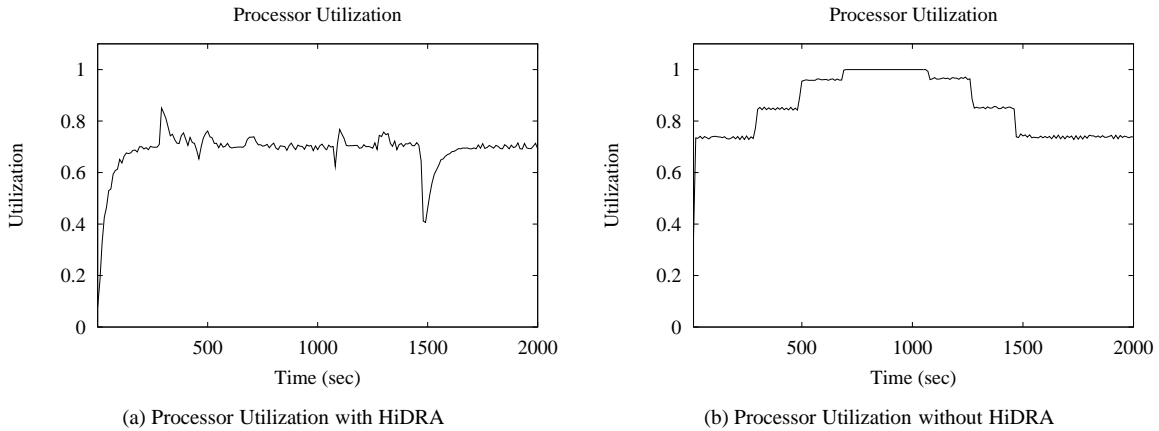 Processor Utilization
Utilization
1
0.8
0.6
0.4
0.2
0
500
1000
1500
2000
Time (sec)
(a) Processor Utilization with HiDRA
Processor Utilization
Utilization
1
0.8
0.6
0.4
0.2
0
500
1000
1500
2000
Time (sec)
(b) Processor Utilization without HiDRA